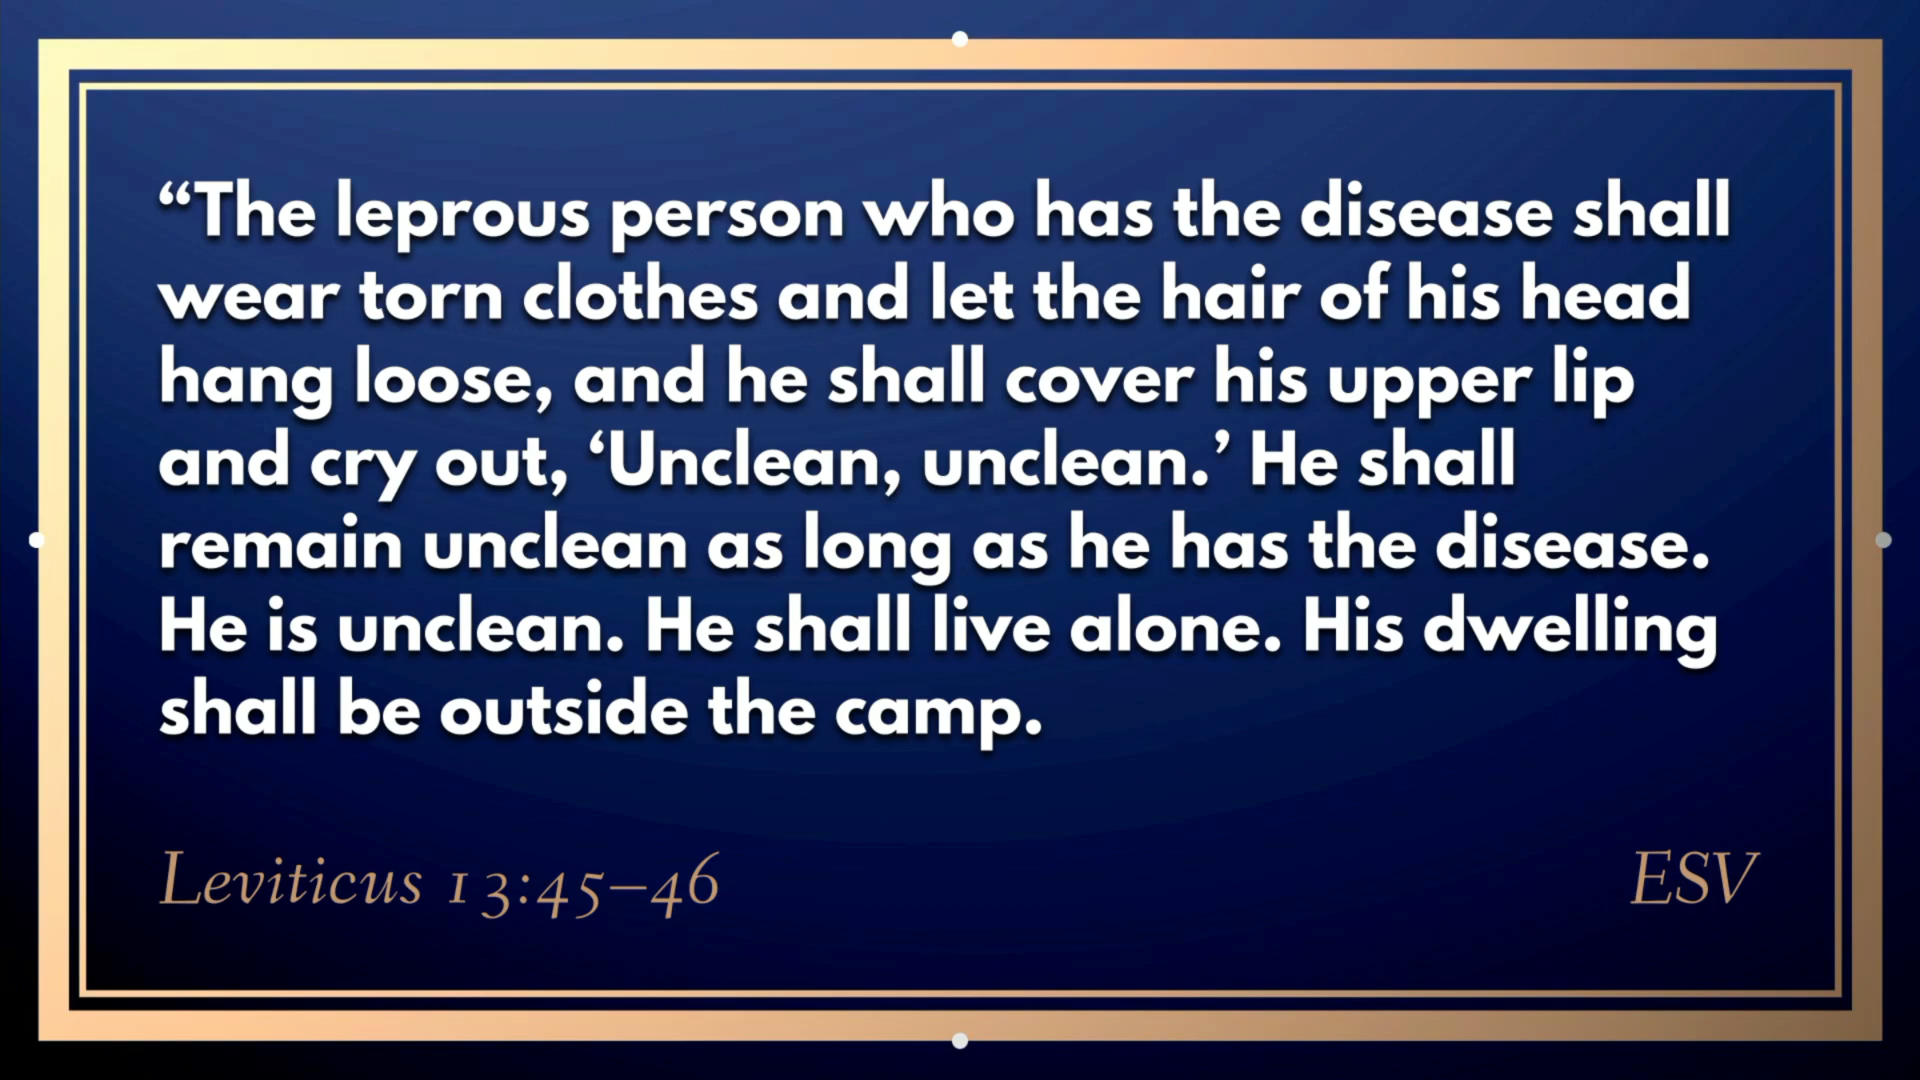 “The leprous person who has the disease shall
wear torn clothes and let the hair of his head
hang loose, and he shall cover his upper lip
and cry out, ‘Unclean, unclean.’ He shall
remain unclean as long as he has the disease.
He is unclean. He shall live alone. His dwelling
shall be outside the camp.
Leviticus 13:45–46
ESV